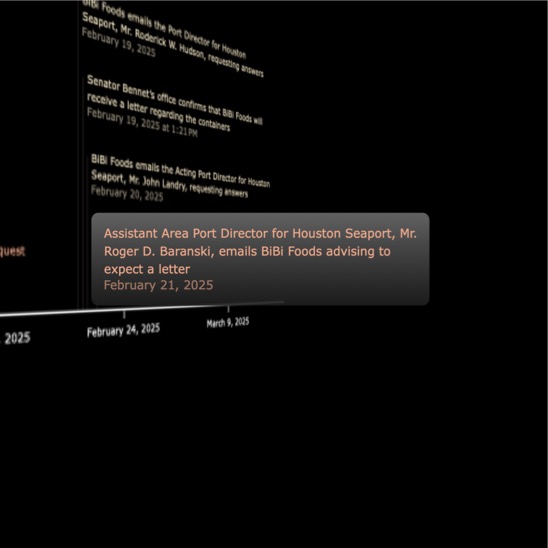 BiBi Foods emails the Port Director for Houston
Seaport, Mr. Roderick W. Hudson, requesting answers
February 19, 2025
Senator Bennet's office confirms that BiBi Foods will
receive a letter regarding the containers
February 19, 2025 at 1:21PM
BiBi Foods emails the Acting Port Director for Houston
Seaport, Mr. John Landry, requesting answers
February 20, 2025
Assistant Area Port Director for Houston Seaport, Mr.
Roger D. Baranski, emails BiBi Foods advising to
expect a letter
February 21, 2025
quest
2025
February 24, 2025
March 9, 2025